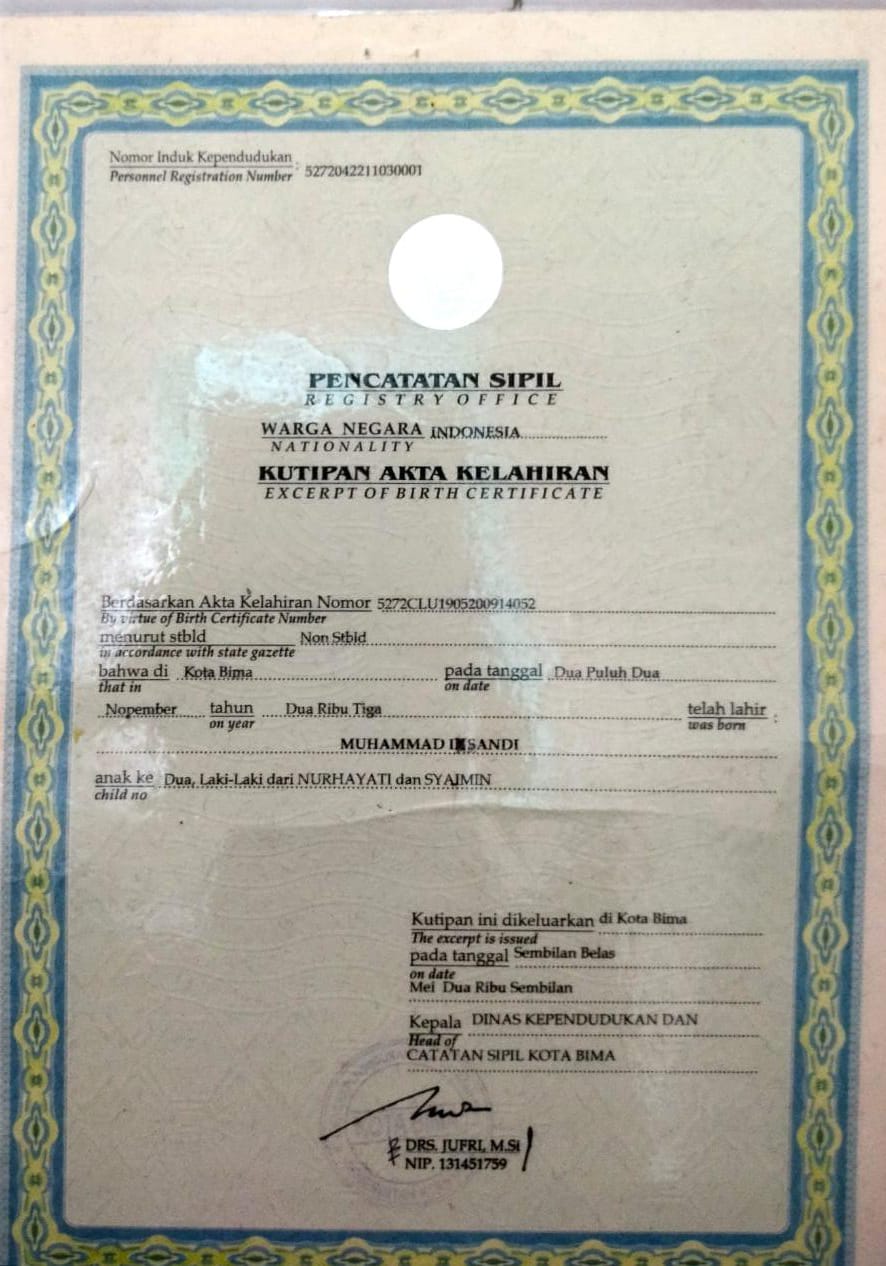 Nomor Induk Kependudukan : 5272042211030001
Personnel Registration Number
PENCATATAN SIPIL
REGISTRY OFFICE
WARGA NEGARA INDONESIA
NATIONALITY
KUTIPAN AKTA KELAHIRAN
EXCERPT OF BIRTH CERTIFICATE
Berdasarkan Akta Kelahiran Nomor 5272CLU1905200914052
By virtue of Birth Certificate Number
menurut stbld Non Stbld
in accordance with state gazette
bahwa di Kota Bima pada tanggal Dua Puluh Dua
that in on date
Nopember tahun Dua Ribu Tiga telah lahir :
on year was born
MUHAMMAD
anak ke Dua, Laki-Laki dari NURHAYATI dan SYAIMIN
child no
Kutipan ini dikeluarkan di Kota Bima
The excerpt is issued
pada tanggal Sembilan Belas
on date
Mei Dua Ribu Sembilan
Kepala DINAS KEPENDUDUKAN DAN
Head of
CATATAN SIPIL KOTA BIMA
DRS. JUFRI, M.Si
NIP. 131451759